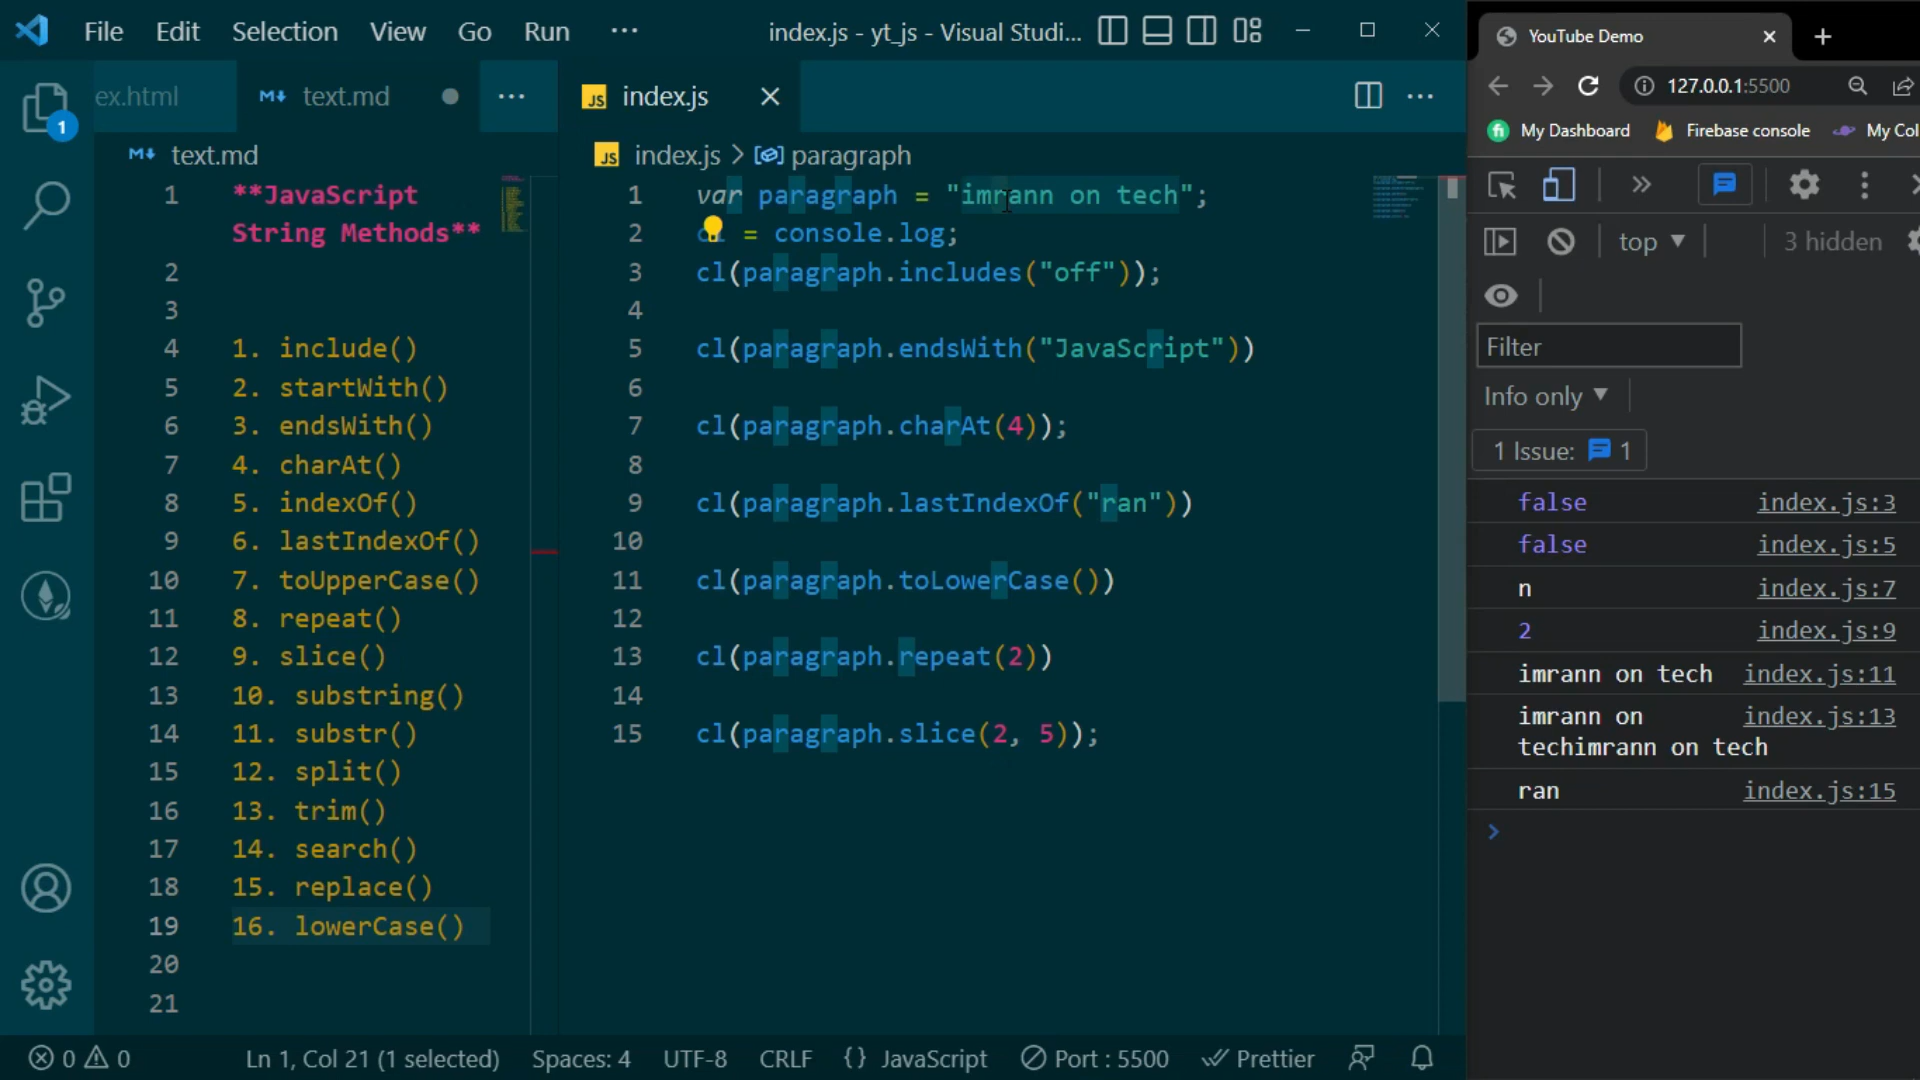 File Edit Selection View Go Run ··· index.js - yt_js - Visual Studi...
ex.html text.md ···
index.js
text.md
index.js > paragraph
1 **JavaScript
String Methods**
2
3
4 1. include()
5 2. startWith()
6 3. endsWith()
7 4. charAt()
8 5. indexOf()
9 6. lastIndexOf()
10 7. toUpperCase()
11 8. repeat()
12 9. slice()
13 10. substring()
14 11. substr()
15 12. split()
16 13. trim()
17 14. search()
18 15. replace()
19 16. lowerCase()
20
21
1 var paragraph = "imrann on tech";
2 = console.log;
3 cl(paragraph.includes("off"));
4
5 cl(paragraph.endsWith("JavaScript"))
6
7 cl(paragraph.charAt(4));
8
9 cl(paragraph.lastIndexOf("ran"))
10
11 cl(paragraph.toLowerCase())
12
13 cl(paragraph.repeat(2))
14
15 cl(paragraph.slice(2, 5));
1
0 0 Ln 1, Col 21 (1 selected) Spaces: 4 UTF-8 CRLF {} JavaScript Port : 5500 Prettier
YouTube Demo
127.0.0.1:5500
My Dashboard Firebase console My Col
top 3 hidden
Filter
Info only
1 Issue: 1
false index.js:3
false index.js:5
n index.js:7
2 index.js:9
imrann on tech index.js:11
imrann on index.js:13
techimrann on tech
ran index.js:15